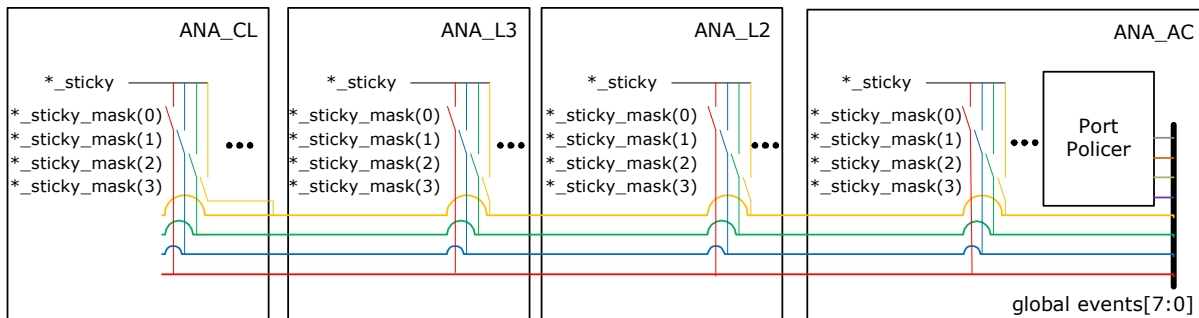 ANA_CL
*_sticky
*_sticky_mask(0)
*_sticky_mask(1)
*_sticky_mask(2)
*_sticky_mask(3)
ANA_L3
*_sticky
*_sticky_mask(0)
*_sticky_mask(1)
*_sticky_mask(2)
*_sticky_mask(3)
ANA_L2
*_sticky
*_sticky_mask(0)
*_sticky_mask(1)
*_sticky_mask(2)
*_sticky_mask(3)
ANA_AC
*_sticky
*_sticky_mask(0)
*_sticky_mask(1)
*_sticky_mask(2)
*_sticky_mask(3)
Port
Policer
global events[7:0]